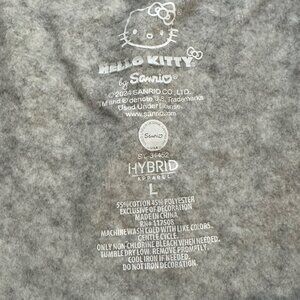 HELLO KITTY
by Sanrio®
© 2024 SANRIO CO., LTD.
TM and ® denote U.S. Trademarks
Used Under License.
www.sanrio.com
Sanrio
HYBRID
APPAREL
L
55% COTTON 45% POLYESTER
EXCLUSIVE OF DECORATION
MADE IN CHINA
RN# 117508
MACHINE WASH COLD WITH LIKE COLORS
GENTLE CYCLE.
ONLY NON-CHLORINE BLEACH WHEN NEEDED.
TUMBLE DRY LOW. REMOVE PROMPTLY.
COOL IRON IF NEEDED.
DO NOT IRON DECORATION.